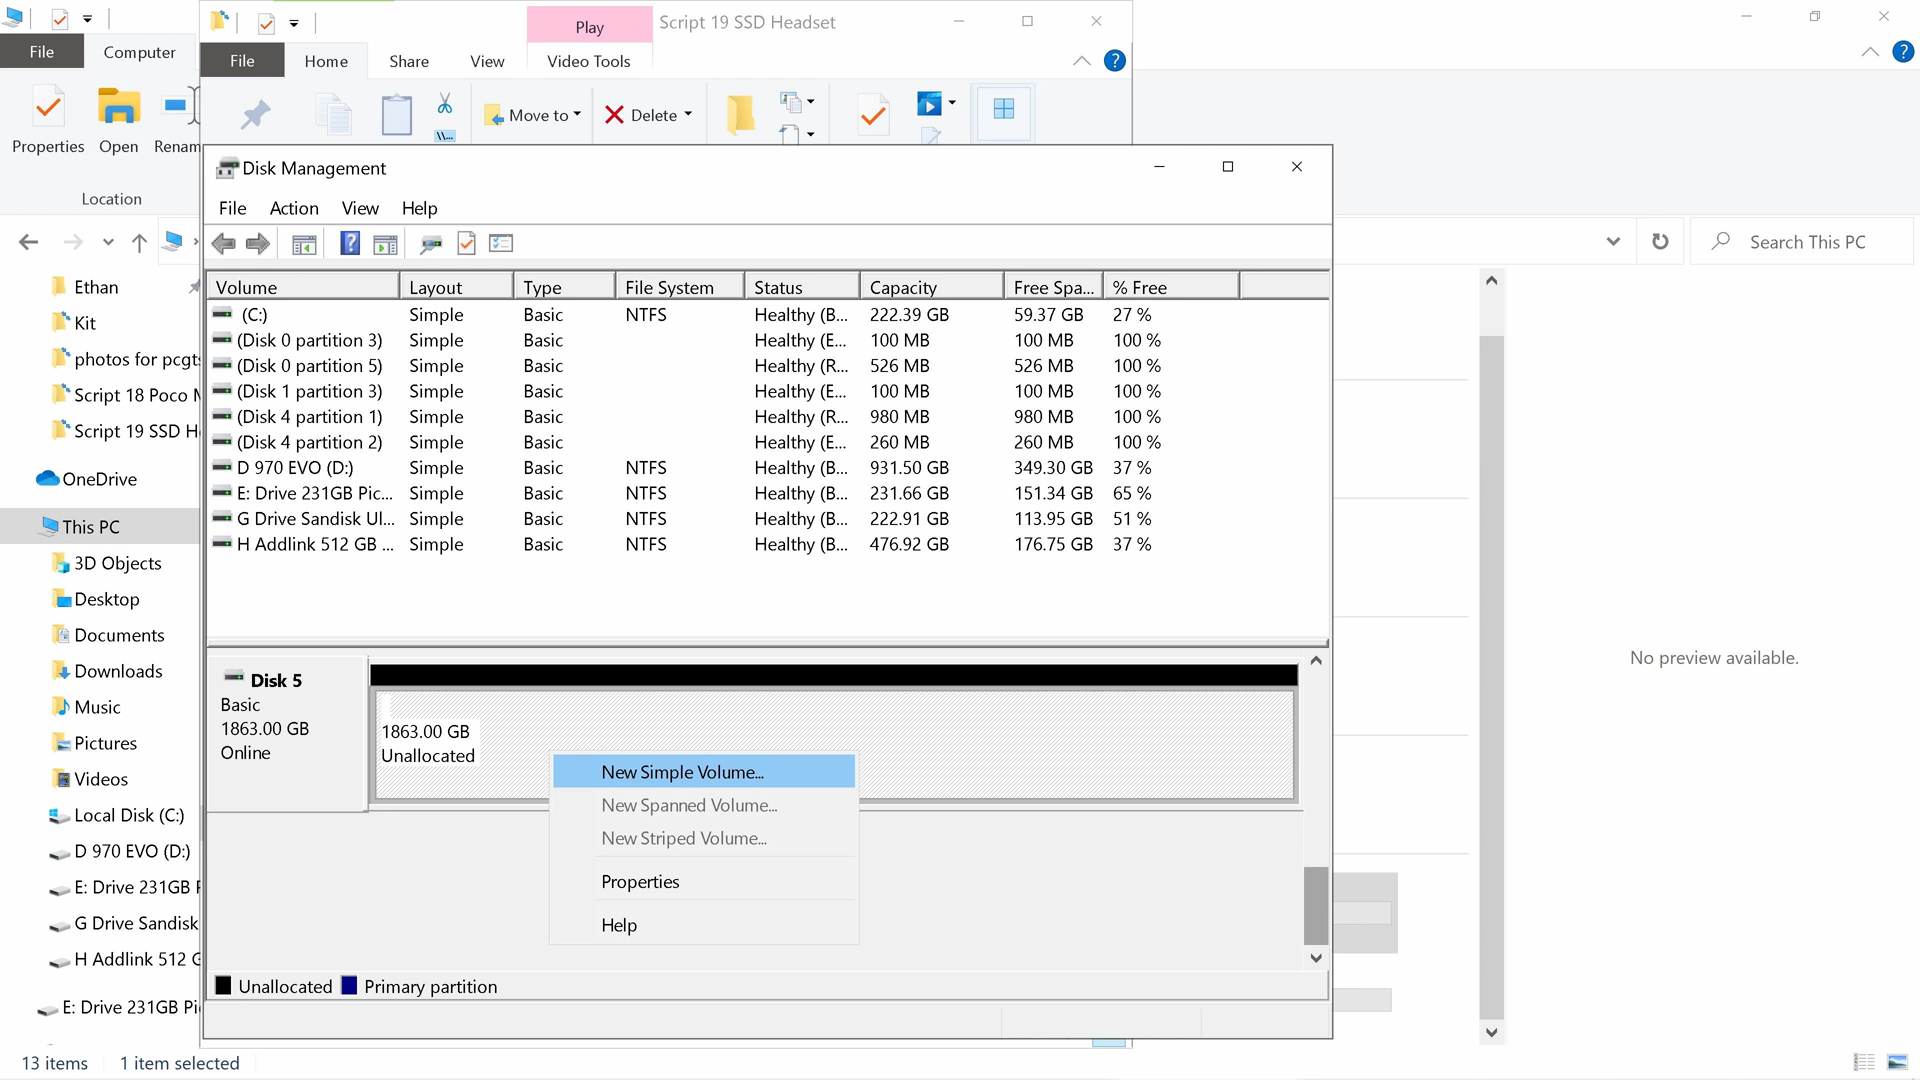 Play
Script 19 SSD Headset
File
Computer
File
Home
Share
View
Video Tools
Move to
Delete
Properties
Open
Renam
Location
Disk Management
File
Action
View
Help
Search This PC
Volume
Layout
Type
File System
Status
Capacity
Free Spa...
% Free
(C:) Simple Basic NTFS Healthy (B... 222.39 GB 59.37 GB 27 %
(Disk 0 partition 3) Simple Basic Healthy (E... 100 MB 100 MB 100 %
(Disk 0 partition 5) Simple Basic Healthy (R... 526 MB 526 MB 100 %
(Disk 1 partition 3) Simple Basic Healthy (E... 100 MB 100 MB 100 %
(Disk 4 partition 1) Simple Basic Healthy (R... 980 MB 980 MB 100 %
(Disk 4 partition 2) Simple Basic Healthy (E... 260 MB 260 MB 100 %
D 970 EVO (D:) Simple Basic NTFS Healthy (B... 931.50 GB 349.30 GB 37 %
E: Drive 231GB Pic... Simple Basic NTFS Healthy (B... 231.66 GB 151.34 GB 65 %
G Drive Sandisk Ul... Simple Basic NTFS Healthy (B... 222.91 GB 113.95 GB 51 %
H Addlink 512 GB ... Simple Basic NTFS Healthy (B... 476.92 GB 176.75 GB 37 %
Ethan
Kit
photos for pcgts
Script 18 Poco M
Script 19 SSD He
OneDrive
This PC
3D Objects
Desktop
Documents
Downloads
Music
Pictures
Videos
Local Disk (C:)
D 970 EVO (D:)
E: Drive 231GB P
G Drive Sandisk
H Addlink 512 G
E: Drive 231GB Pi
Disk 5
Basic
1863.00 GB
Online
1863.00 GB
Unallocated
New Simple Volume...
New Spanned Volume...
New Striped Volume...
Properties
Help
Unallocated
Primary partition
No preview available.
13 items
1 item selected